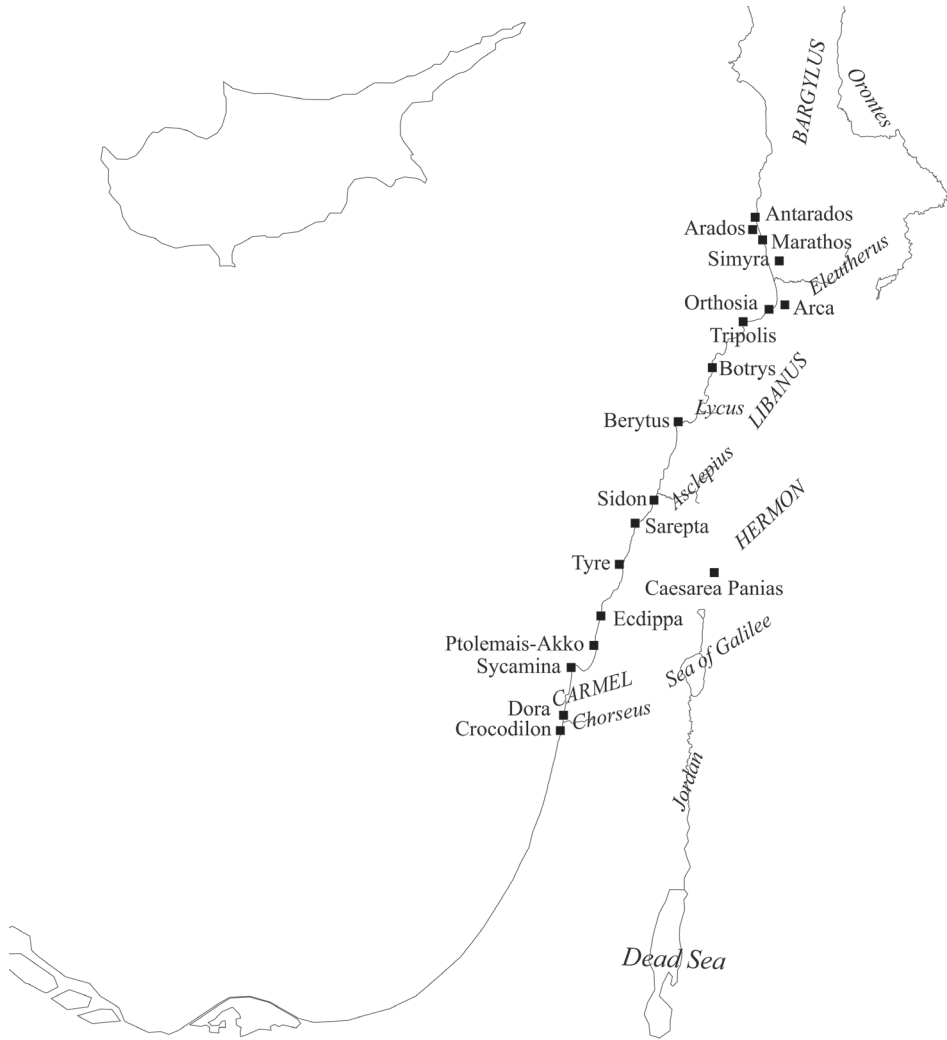 BARGYLUS
Orontes
Antarados
Arados
Marathos
Simyra
Eleutherus
Orthosia
Arca
Tripolis
Botrys
LIBANUS
Lycus
Berytus
Asclepius
Sidon
HERMON
Sarepta
Tyre
Caesarea Panias
Ecdippa
Sea of Galilee
Ptolemais-Akko
Sycamina
CARMEL
Dora
Chorseus
Crocodilon
Jordan
Dead Sea